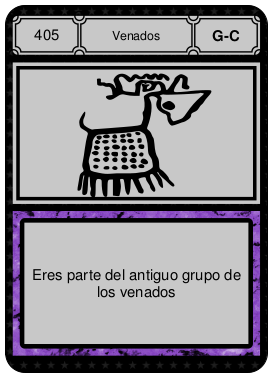 405
Venados
G-C
Eres parte del antiguo grupo de
los venados